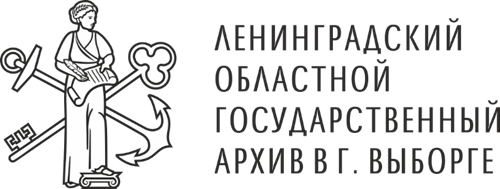 ЛЕНИНГРАДСКИЙ
ОБЛАСТНОЙ
ГОСУДАРСТВЕННЫЙ
АРХИВ В Г. ВЫБОРГЕ